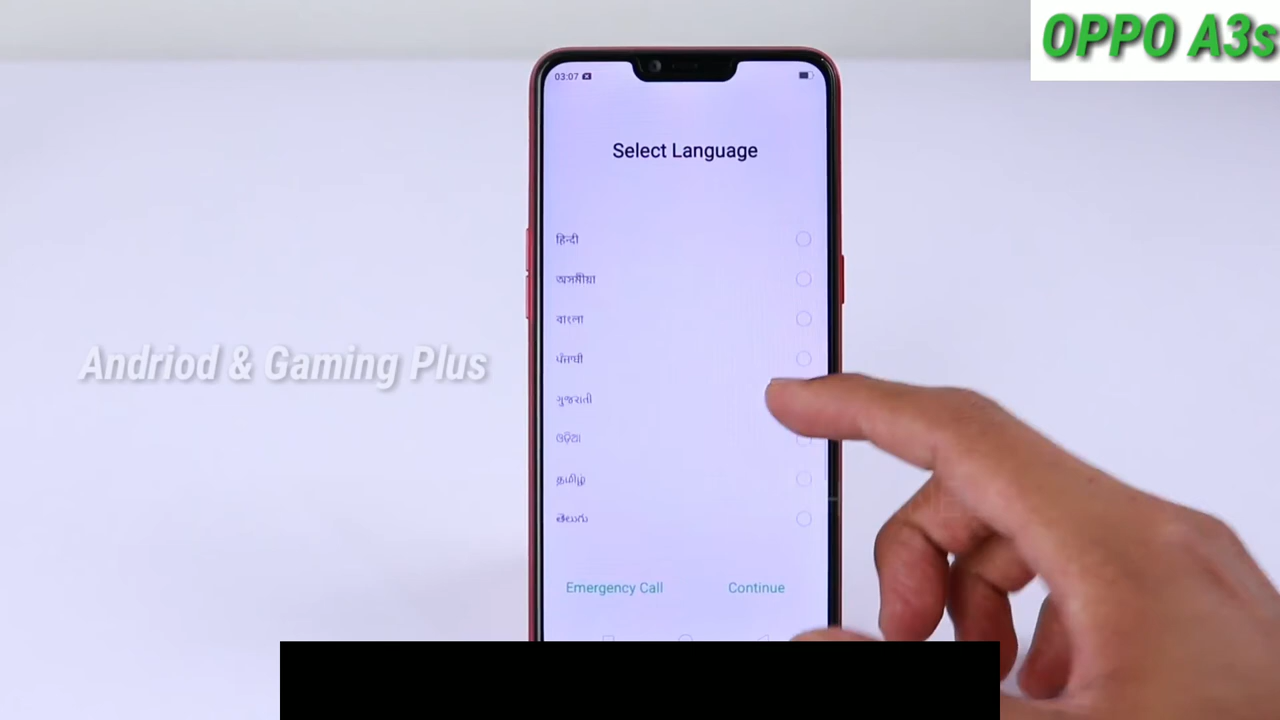 OPPO A3s
03:07
Select Language
हिन्दी
অসমীয়া
বাংলা
ਪੰਜਾਬੀ
Andriod & Gaming Plus
ગુજરાતી
ଓଡ଼ିଆ
தமிழ்
తెలుగు
Emergency Call
Continue